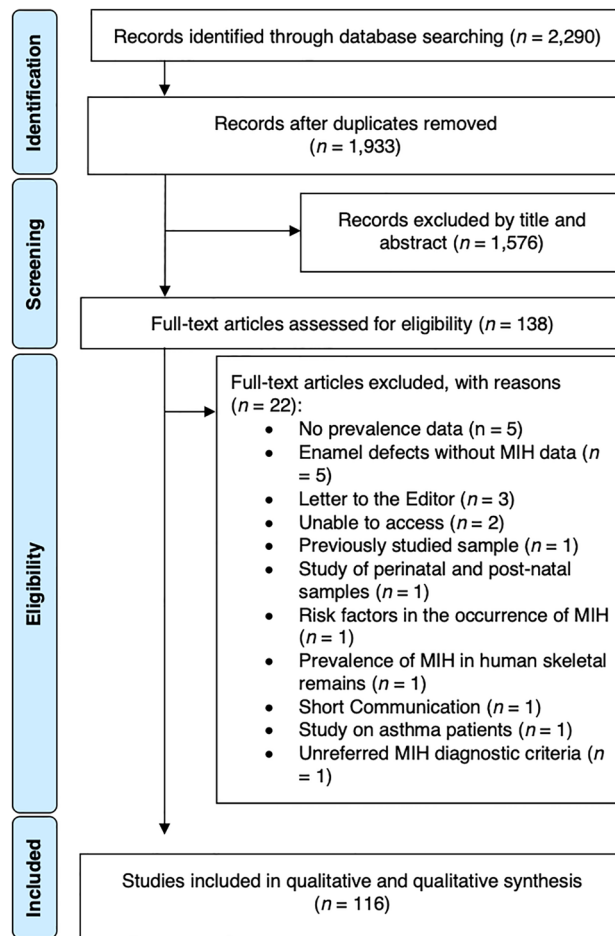 Identification
Records identified through database searching (n = 2,290)
Records after duplicates removed
(n = 1,933)
Screening
Records excluded by title and
abstract (n = 1,576)
Full-text articles assessed for eligibility (n = 138)
Eligibility
Full-text articles excluded, with reasons
(n = 22):
• No prevalence data (n = 5)
• Enamel defects without MIH data (n
= 5)
• Letter to the Editor (n = 3)
• Unable to access (n = 2)
• Previously studied sample (n = 1)
• Study of perinatal and post-natal
samples (n = 1)
• Risk factors in the occurrence of MIH
(n = 1)
• Prevalence of MIH in human skeletal
remains (n = 1)
• Short Communication (n = 1)
• Study on asthma patients (n = 1)
• Unreferred MIH diagnostic criteria (n
= 1)
Included
Studies included in qualitative and qualitative synthesis
(n = 116)